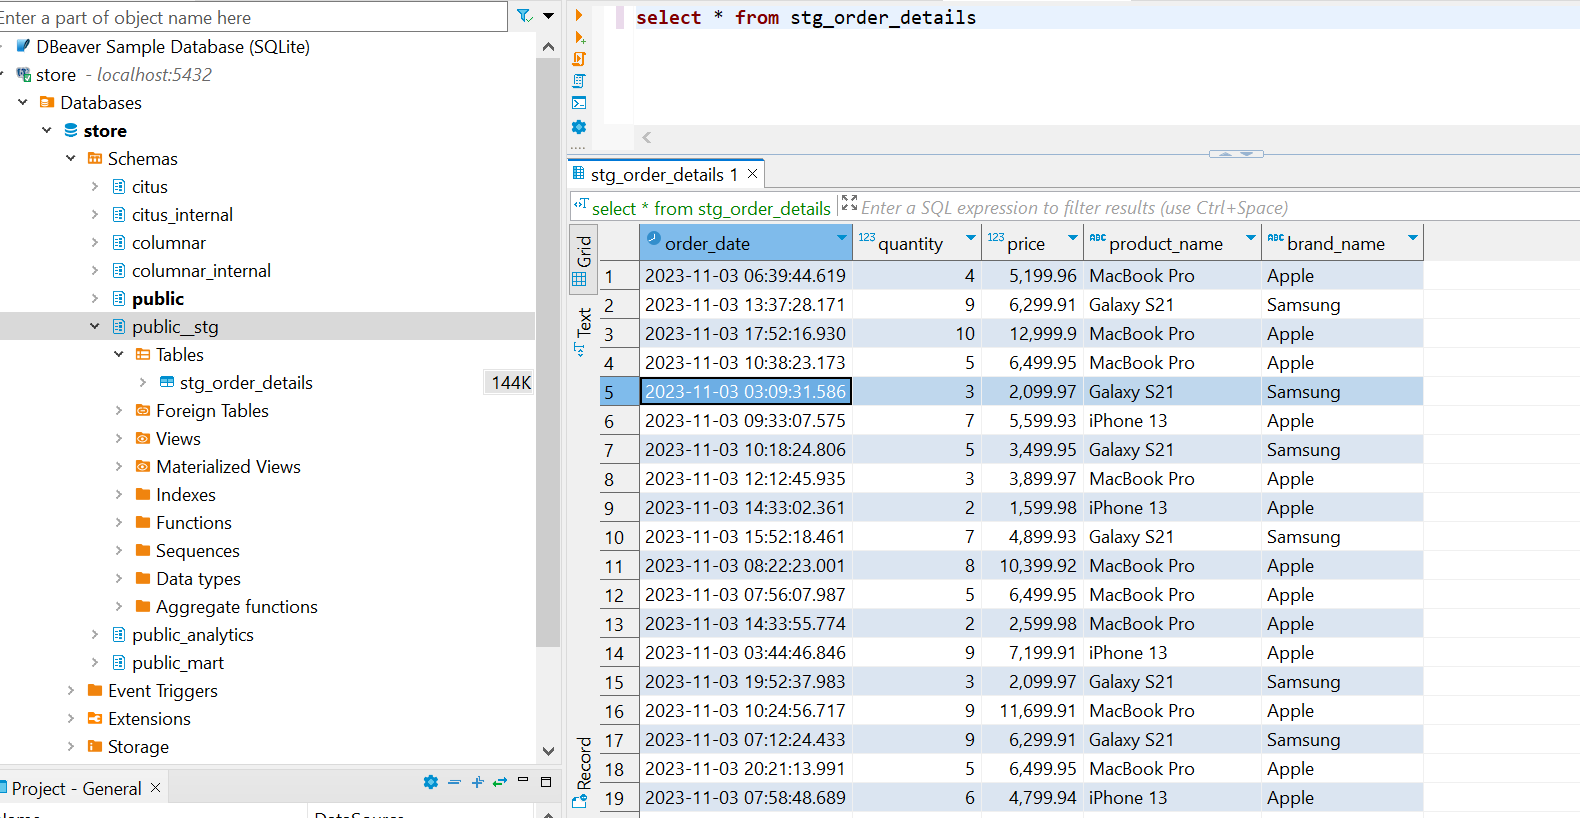 Enter a part of object name here
DBeaver Sample Database (SQLite)
store - localhost:5432
Databases
store
Schemas
citus
citus_internal
columnar
columnar_internal
public
public__stg
Tables
stg_order_details 144K
Foreign Tables
Views
Materialized Views
Indexes
Functions
Sequences
Data types
Aggregate functions
public_analytics
public_mart
Event Triggers
Extensions
Storage
Project - General
Name DataSource
select * from stg_order_details
stg_order_details 1
select * from stg_order_details Enter a SQL expression to filter results (use Ctrl+Space)
Grid
Text
Record
order_date 123 quantity 123 price ABC product_name ABC brand_name
1 2023-11-03 06:39:44.619 4 5,199.96 MacBook Pro Apple
2 2023-11-03 13:37:28.171 9 6,299.91 Galaxy S21 Samsung
3 2023-11-03 17:52:16.930 10 12,999.9 MacBook Pro Apple
4 2023-11-03 10:38:23.173 5 6,499.95 MacBook Pro Apple
5 2023-11-03 03:09:31.586 3 2,099.97 Galaxy S21 Samsung
6 2023-11-03 09:33:07.575 7 5,599.93 iPhone 13 Apple
7 2023-11-03 10:18:24.806 5 3,499.95 Galaxy S21 Samsung
8 2023-11-03 12:12:45.935 3 3,899.97 MacBook Pro Apple
9 2023-11-03 14:33:02.361 2 1,599.98 iPhone 13 Apple
10 2023-11-03 15:52:18.461 7 4,899.93 Galaxy S21 Samsung
11 2023-11-03 08:22:23.001 8 10,399.92 MacBook Pro Apple
12 2023-11-03 07:56:07.987 5 6,499.95 MacBook Pro Apple
13 2023-11-03 14:33:55.774 2 2,599.98 MacBook Pro Apple
14 2023-11-03 03:44:46.846 9 7,199.91 iPhone 13 Apple
15 2023-11-03 19:52:37.983 3 2,099.97 Galaxy S21 Samsung
16 2023-11-03 10:24:56.717 9 11,699.91 MacBook Pro Apple
17 2023-11-03 07:12:24.433 9 6,299.91 Galaxy S21 Samsung
18 2023-11-03 20:21:13.991 5 6,499.95 MacBook Pro Apple
19 2023-11-03 07:58:48.689 6 4,799.94 iPhone 13 Apple